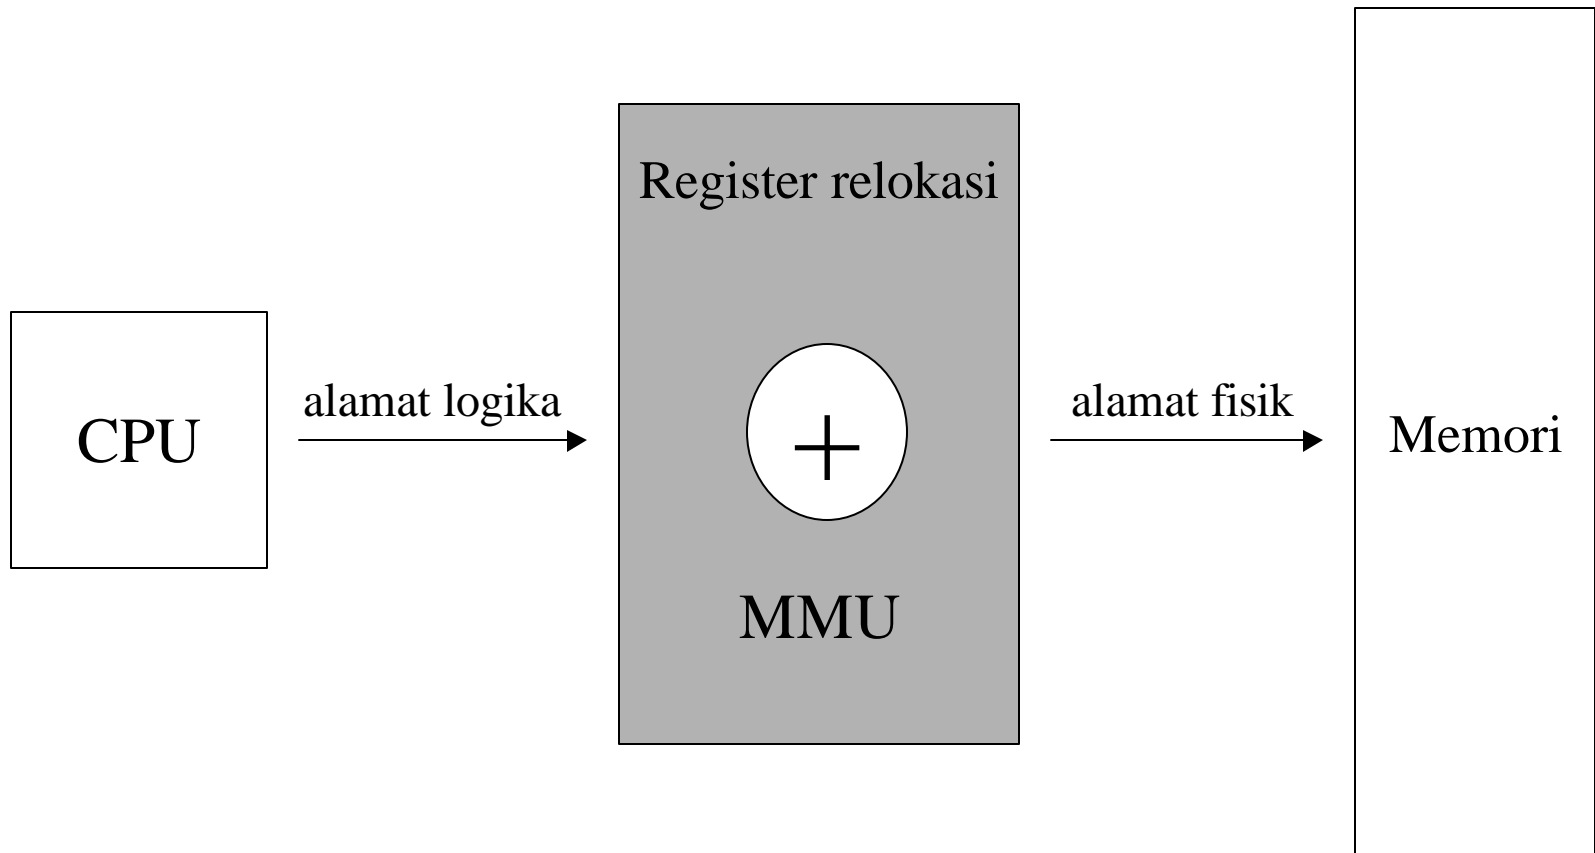 Register relokasi
CPU
alamat logika
+
alamat fisik
Memori
MMU